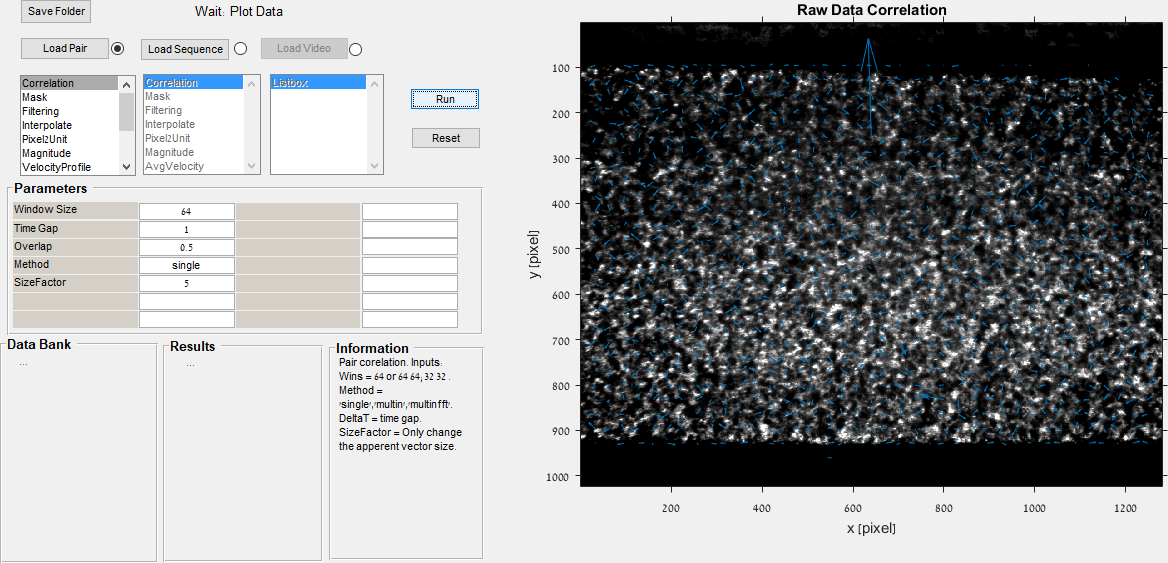 Save Folder
Wait: Plot Data
Load Pair
Load Sequence
Load Video
Correlation
Mask
Filtering
Interpolate
Pixel2Unit
Magnitude
VelocityProfile
Correlation
Mask
Filtering
Interpolate
Pixel2Unit
Magnitude
AvgVelocity
Listbox
Run
Reset
Parameters
Window Size 64
Time Gap 1
Overlap 0.5
Method single
SizeFactor 5
Data Bank
...
Results
...
Information
Pair corelation. Inputs:
Wins = 64 or 64 64; 32 32 .
Method =
'single','multin','multinfft'.
DeltaT = time gap.
SizeFactor = Only change
the apperent vector size.
Raw Data Correlation
100
200
300
400
500
600
700
800
900
1000
y [pixel]
200 400 600 800 1000 1200
x [pixel]